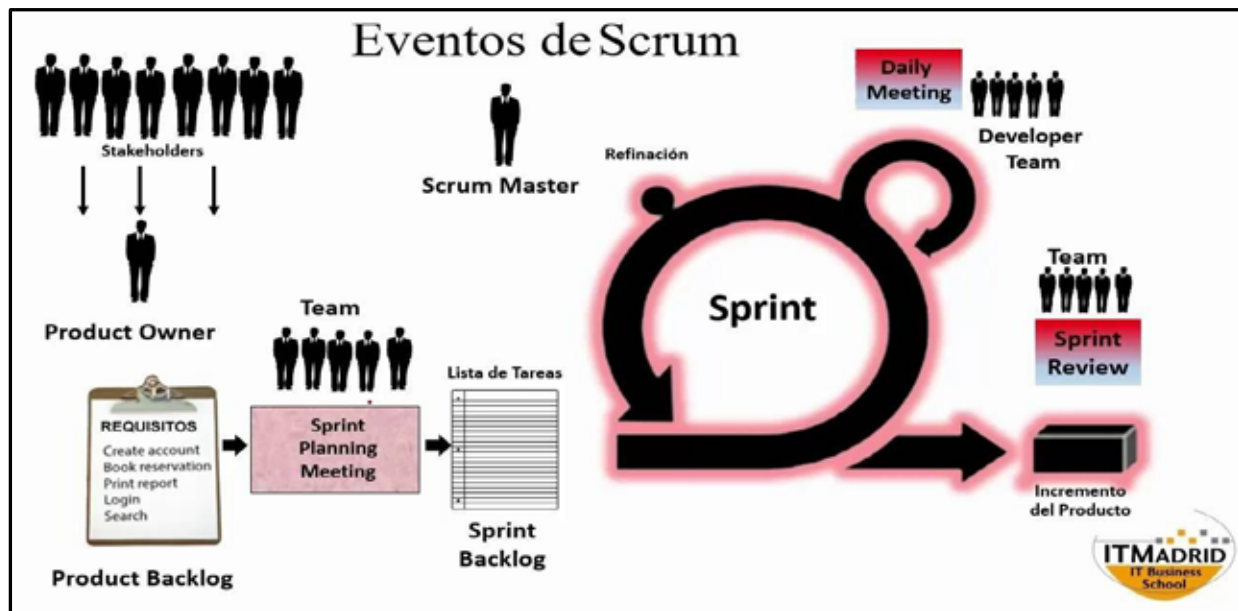 Eventos de Scrum
Stakeholders
Product Owner
Scrum Master
Refinación
Daily
Meeting
Developer
Team
Sprint
Team
Sprint
Review
Team
Lista de Tareas
REQUISITOS
Create account
Book reservation
Print report
Login
Search
Sprint
Planning
Meeting
Sprint
Backlog
Product Backlog
Incremento
del Producto
ITMADRID
IT Business
School